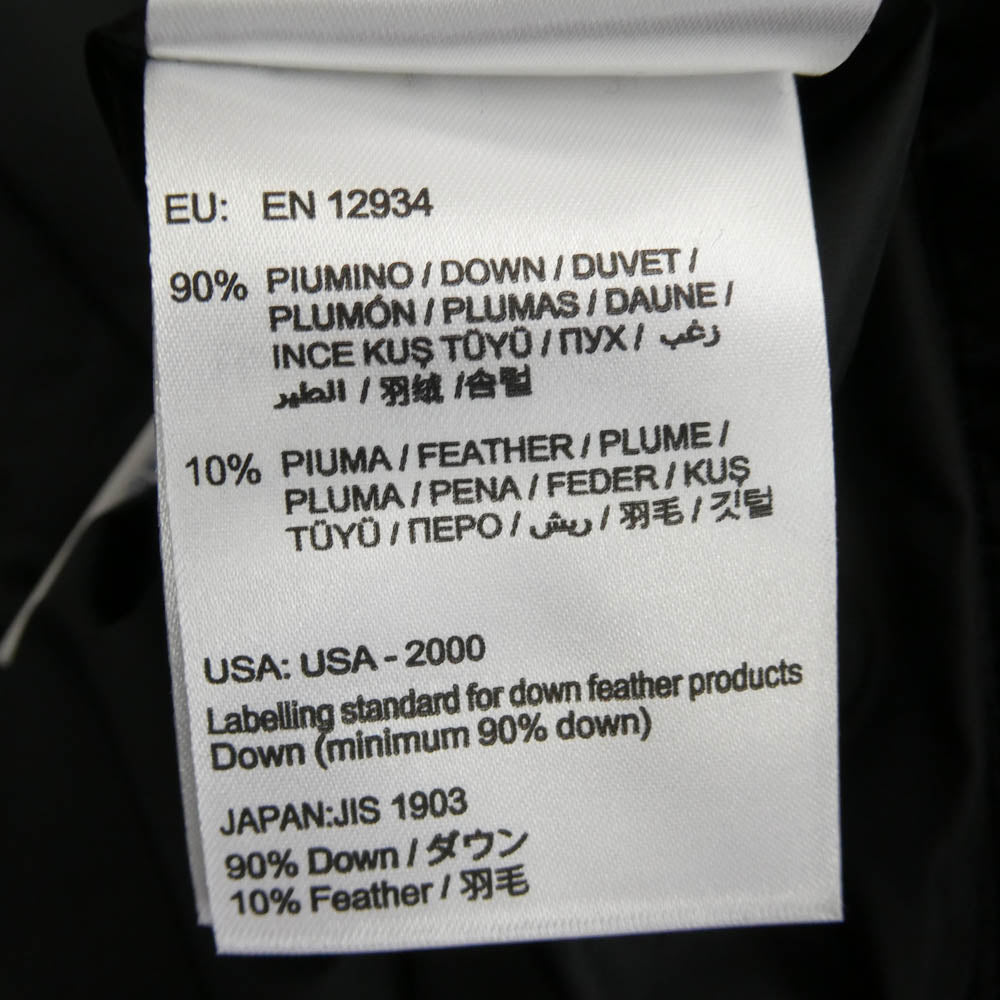 EU: EN 12934
90% PIUMINO / DOWN / DUVET /
PLUMÓN / PLUMAS / DAUNE /
INCE KUŞ TÜYÜ / ПУХ / زغب
الطير / 羽绒 / 솜털
10% PIUMA / FEATHER / PLUME /
PLUMA / PENA / FEDER / KUŞ
TÜYÜ / ПЕРО / ريش / 羽毛 / 깃털
USA: USA - 2000
Labelling standard for down feather products
Down (minimum 90% down)
JAPAN:JIS 1903
90% Down / ダウン
10% Feather / 羽毛